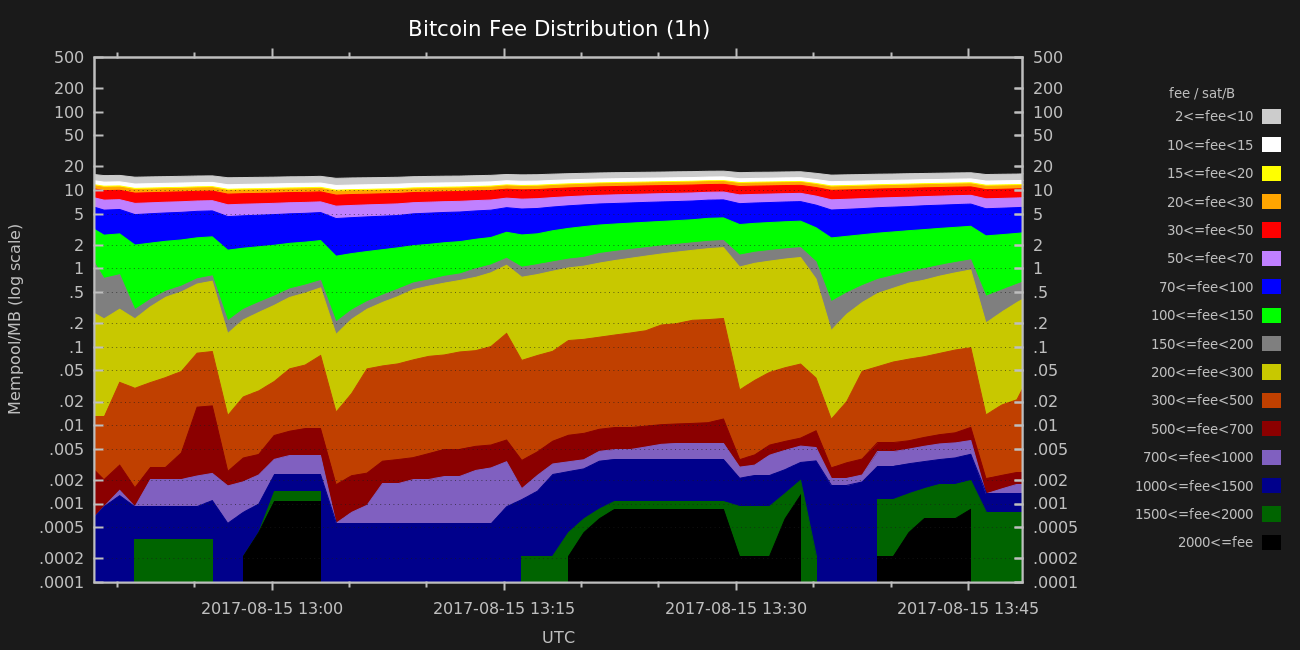 Bitcoin Fee Distribution (1h)
Mempool/MB (log scale)
500
200
100
50
20
10
5
2
1
.5
.2
.1
.05
.02
.01
.005
.002
.001
.0005
.0002
.0001
500
200
100
50
20
10
5
2
1
.5
.2
.1
.05
.02
.01
.005
.002
.001
.0005
.0002
.0001
2017-08-15 13:00
2017-08-15 13:15
2017-08-15 13:30
2017-08-15 13:45
UTC
fee / sat/B
2<=fee<10
10<=fee<15
15<=fee<20
20<=fee<30
30<=fee<50
50<=fee<70
70<=fee<100
100<=fee<150
150<=fee<200
200<=fee<300
300<=fee<500
500<=fee<700
700<=fee<1000
1000<=fee<1500
1500<=fee<2000
2000<=fee